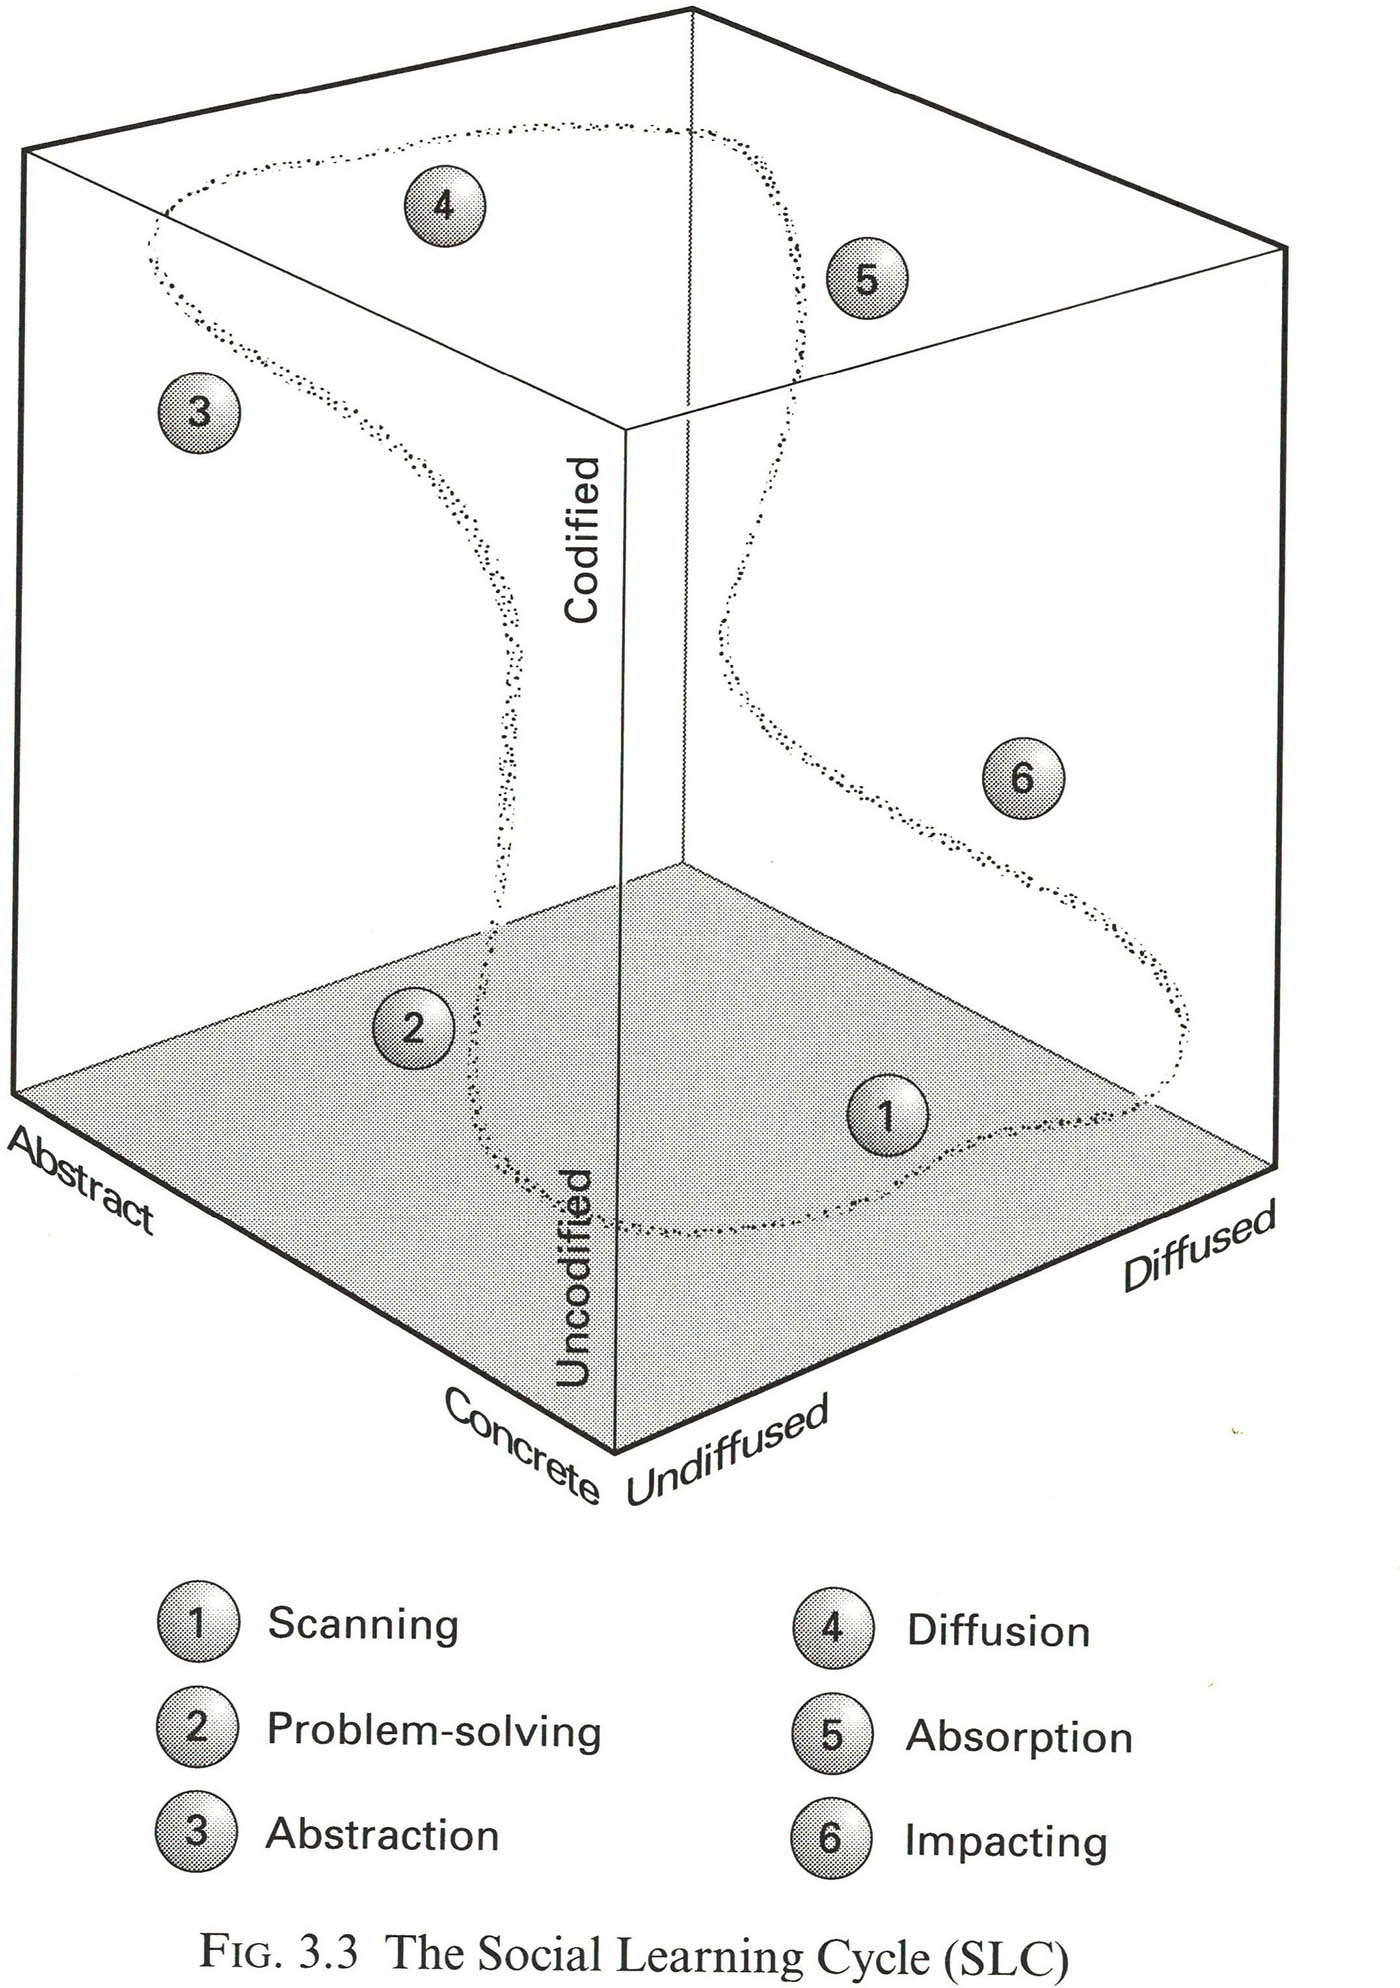 4
5
3
Codified
6
2
1
Abstract
Uncodified
Diffused
Concrete
Undiffused
1 Scanning
4 Diffusion
2 Problem-solving
5 Absorption
3 Abstraction
6 Impacting
FIG. 3.3 The Social Learning Cycle (SLC)